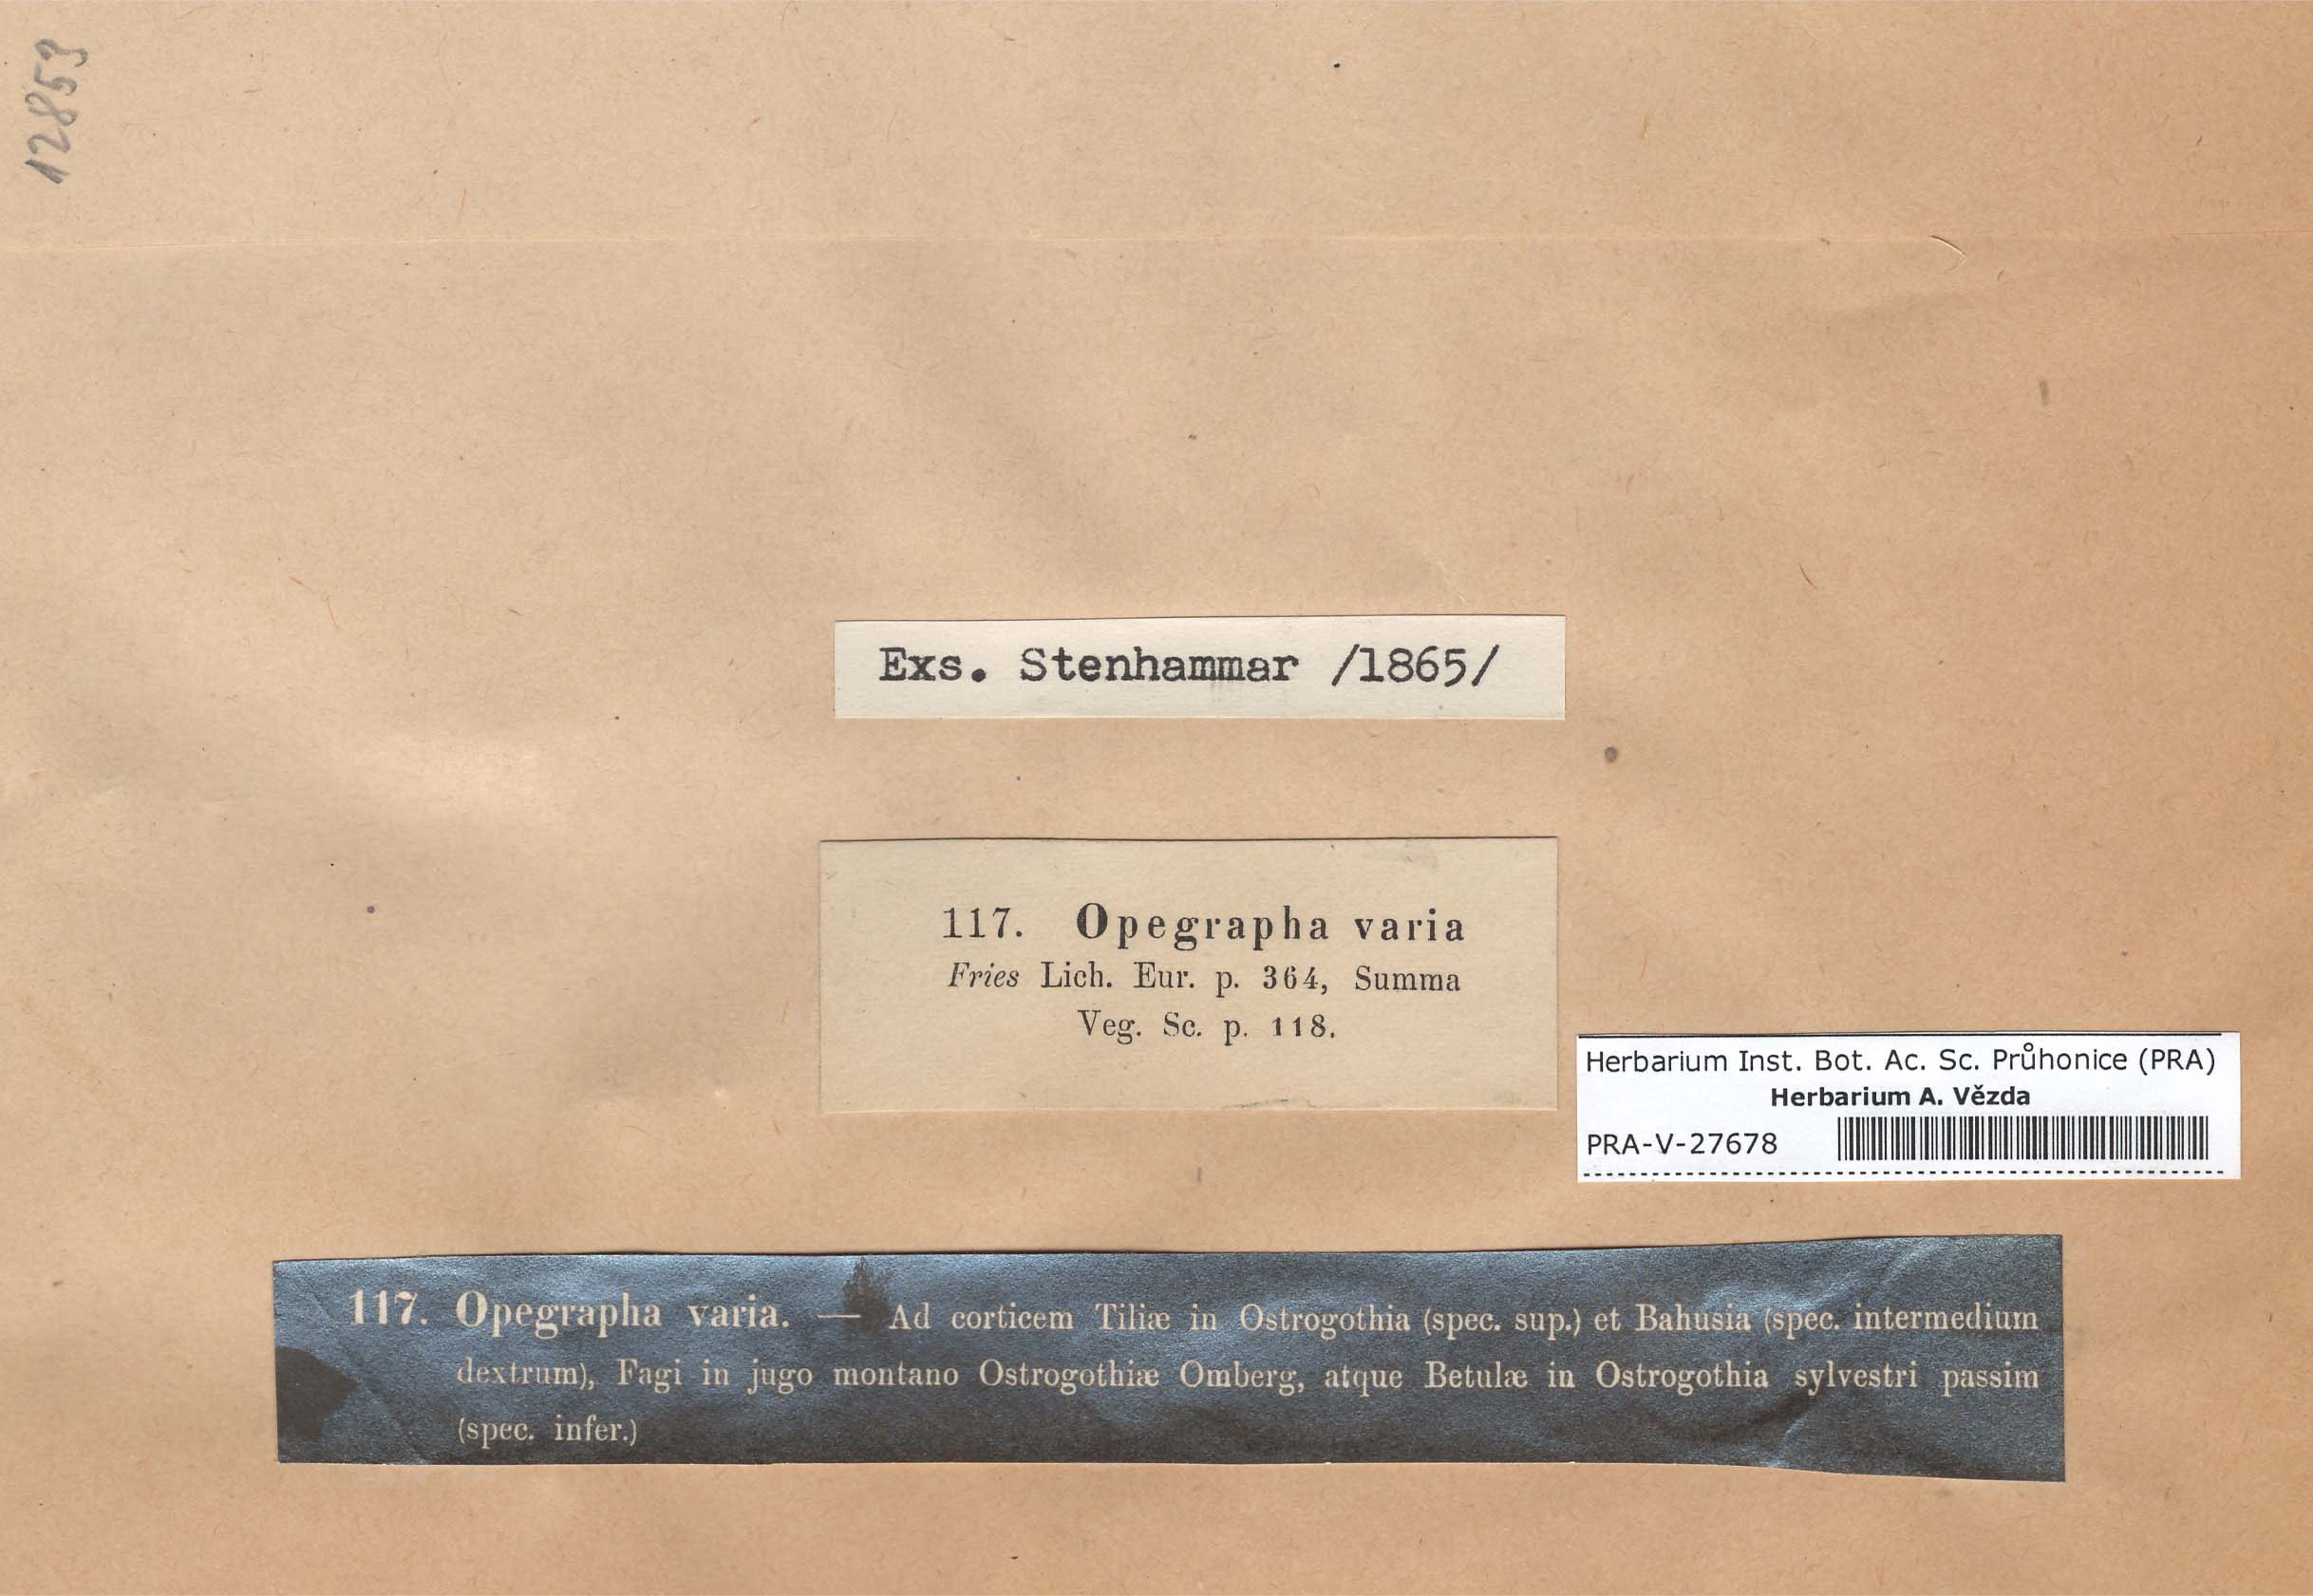 12853
Exs. Stenhammar /1865/
117. Opegrapha varia
Fries Lich. Eur. p. 364, Summa
Veg. Sc. p. 118.
Herbarium Inst. Bot. Ac. Sc. Průhonice (PRA)
Herbarium A. Vězda
PRA-V-27678
117. Opegrapha varia. — Ad corticem Tiliæ in Ostrogothia (spec. sup.) et Bahusia (spec. intermedium
dextrum), Fagi in jugo montano Ostrogothiæ Omberg, atque Betulæ in Ostrogothia sylvestri passim
(spec. infer.)